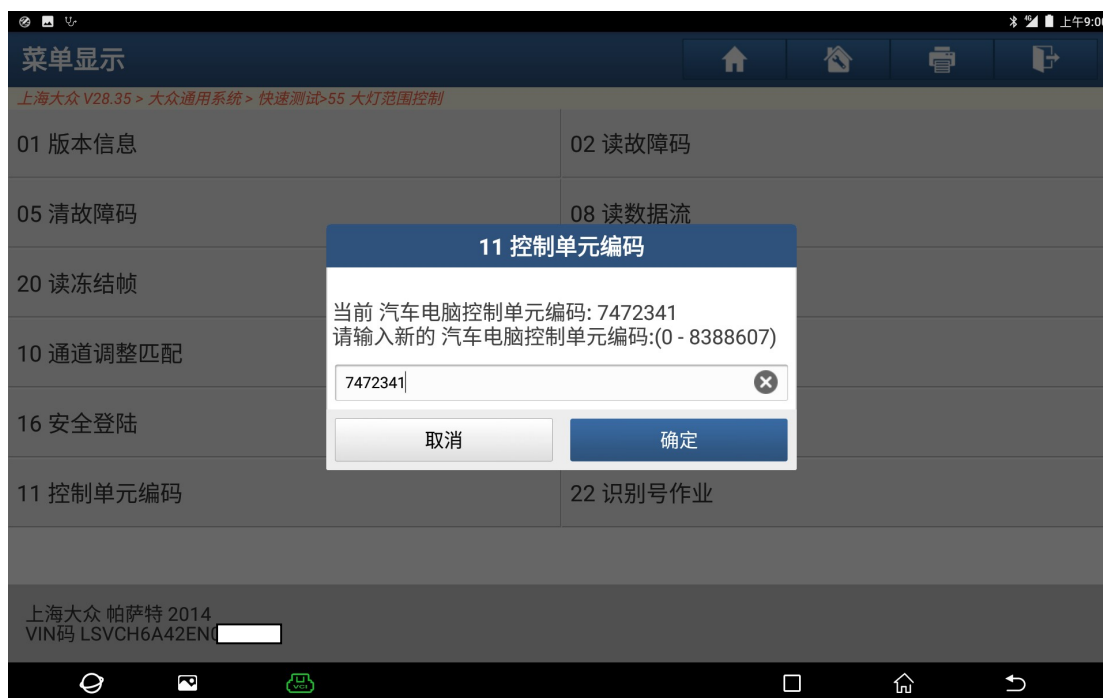 上午9:00
菜单显示
上海大众 V28.35 > 大众通用系统 > 快速测试>55 大灯范围控制
01 版本信息
02 读故障码
05 清故障码
08 读数据流
20 读冻结帧
10 通道调整匹配
16 安全登陆
11 控制单元编码
22 识别号作业
11 控制单元编码
当前 汽车电脑控制单元编码: 7472341
请输入新的 汽车电脑控制单元编码:(0 - 8388607)
7472341
取消
确定
上海大众 帕萨特 2014
VIN码 LSVCH6A42EN
VCI